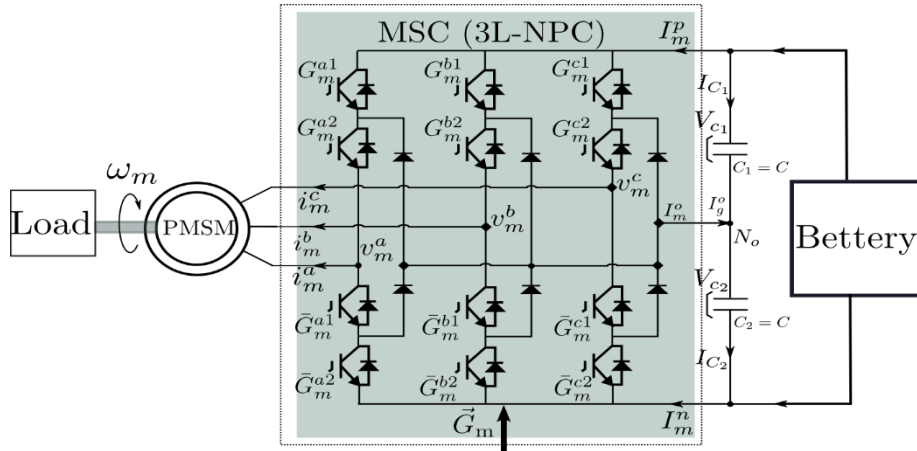 MSC (3L-NPC)
I_m^p
G_m^{a1}
G_m^{b1}
G_m^{c1}
I_{C_1}
G_m^{a2}
G_m^{b2}
G_m^{c2}
V_{c_1}
C_1 = C
ω_m
v_m^c
i_m^c
I_m^o
I_g^o
Load
PMSM
v_m^b
N_o
Bettery
i_m^b
v_m^a
i_m^a
V_{c_2}
Ḡ_m^{a1}
Ḡ_m^{b1}
Ḡ_m^{c1}
C_2 = C
I_{C_2}
Ḡ_m^{a2}
Ḡ_m^{b2}
Ḡ_m^{c2}
G⃗_m
I_m^n